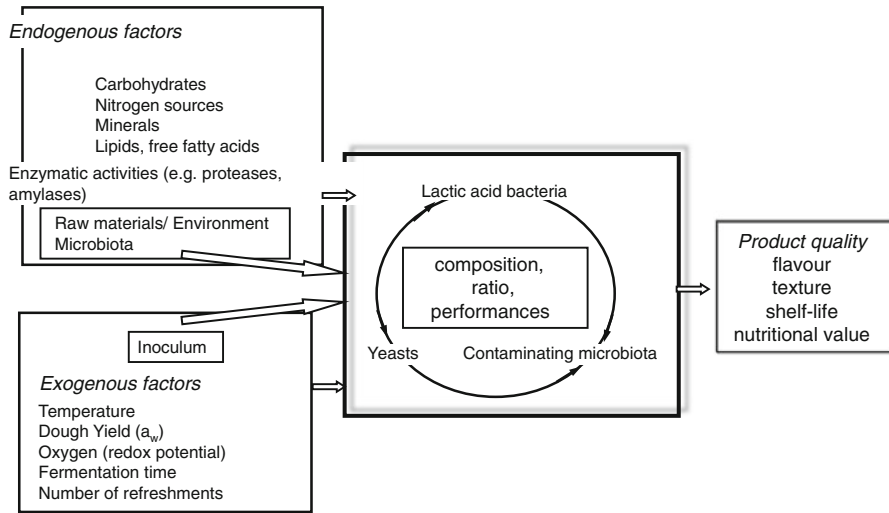 Endogenous factors
Carbohydrates
Nitrogen sources
Minerals
Lipids, free fatty acids
Enzymatic activities (e.g. proteases,
amylases)
Raw materials/ Environment
Microbiota
Inoculum
Exogenous factors
Temperature
Dough Yield (aw)
Oxygen (redox potential)
Fermentation time
Number of refreshments
Lactic acid bacteria
composition,
ratio,
performances
Yeasts
Contaminating microbiota
Product quality
flavour
texture
shelf-life
nutritional value